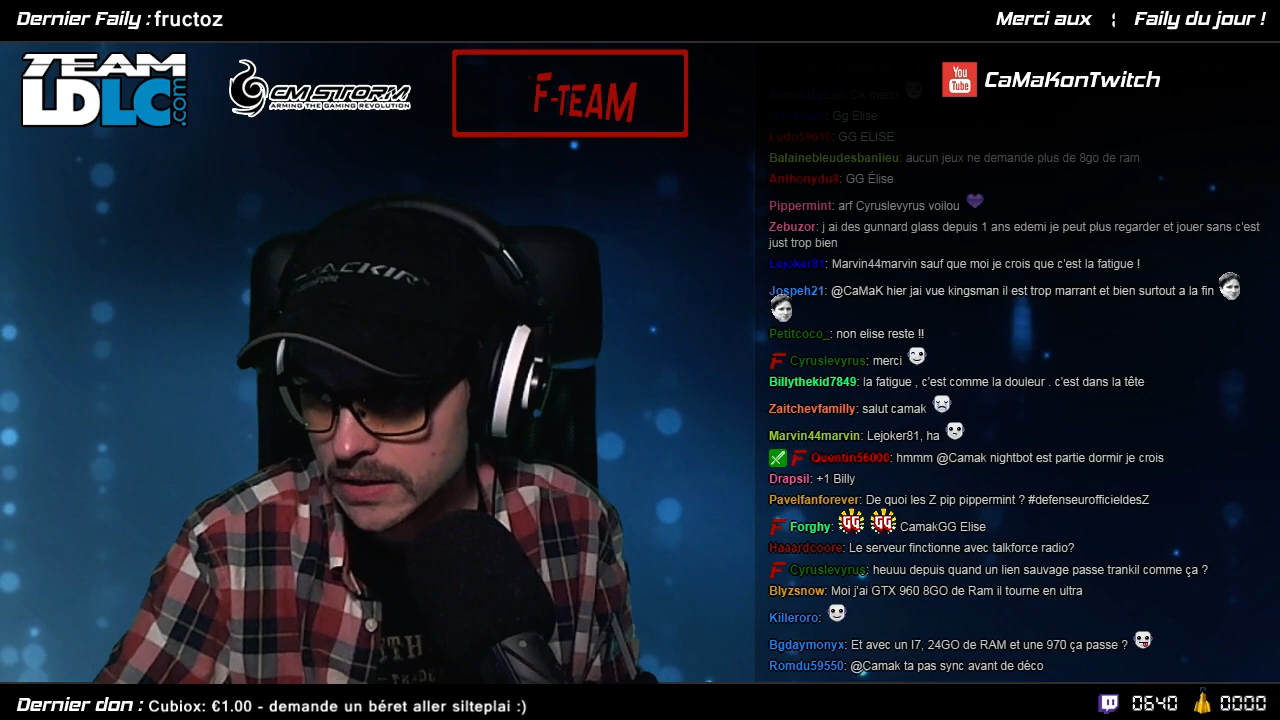 Dernier Faily : fructoz
Merci aux
Faily du jour !
TEAM
LDLC.com
CM STORM
ARMING THE GAMING REVOLUTION
F-TEAM
You
Tube
CaMaKonTwitch
Ok merci
Gg Elise
Ludo59610: GG ELISE
Balainebleudesbanlieu: aucun jeux ne demande plus de 8go de ram
Anthonydu8: GG Élise
Pippermint: arf Cyruslevyrus voilou
Zebuzor: j ai des gunnard glass depuis 1 ans edemi je peut plus regarder et jouer sans c'est
just trop bien
Lejoker81: Marvin44marvin sauf que moi je crois que c'est la fatigue !
Jospeh21: @CaMaK hier jai vue kingsman il est trop marrant et bien surtout a la fin
Petitcoco_: non elise reste !!
F Cyruslevyrus: merci
Billythekid7849: la fatigue , c'est comme la douleur . c'est dans la tête
Zaitchevfamilly: salut camak
Marvin44marvin: Lejoker81, ha
F Quentin56000: hmmm @Camak nightbot est partie dormir je crois
Drapsil: +1 Billy
Pavelfanforever: De quoi les Z pip pippermint ? #defenseurofficieldesZ
F Forghy: GG GG CamakGG Elise
Haaardcoore: Le serveur finctionne avec talkforce radio?
F Cyruslevyrus: heuuu depuis quand un lien sauvage passe trankil comme ça ?
Blyzsnow: Moi j'ai GTX 960 8GO de Ram il tourne en ultra
Killeroro:
Bgdaymonyx: Et avec un I7, 24GO de RAM et une 970 ça passe ?
Romdu59550: @Camak ta pas sync avant de déco
Dernier don : Cubiox: €1.00 - demande un béret aller silteplai :)
0640
0000